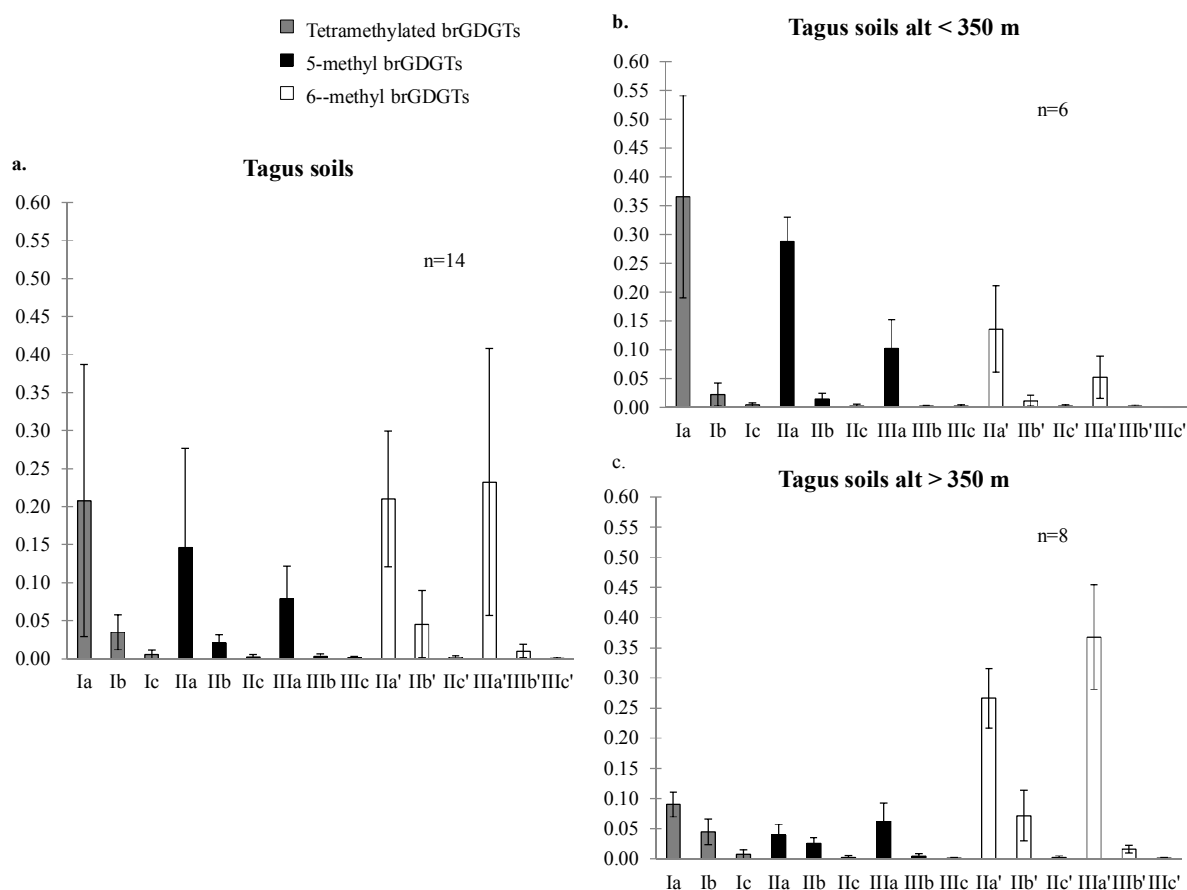 Tetramethylated brGDGTs
5-methyl brGDGTs
6--methyl brGDGTs
a.
Tagus soils
n=14
0.60
0.55
0.50
0.45
0.40
0.35
0.30
0.25
0.20
0.15
0.10
0.05
0.00
Ia Ib Ic IIa IIb IIc IIIa IIIb IIIc IIa' IIb' IIc' IIIa' IIIb' IIIc'
b.
Tagus soils alt < 350 m
n=6
0.60
0.55
0.50
0.45
0.40
0.35
0.30
0.25
0.20
0.15
0.10
0.05
0.00
Ia Ib Ic IIa IIb IIc IIIa IIIb IIIc IIa' IIb' IIc' IIIa' IIIb' IIIc'
c.
Tagus soils alt > 350 m
n=8
0.60
0.55
0.50
0.45
0.40
0.35
0.30
0.25
0.20
0.15
0.10
0.05
0.00
Ia Ib Ic IIa IIb IIc IIIa IIIb IIIc IIa' IIb' IIc' IIIa' IIIb' IIIc'